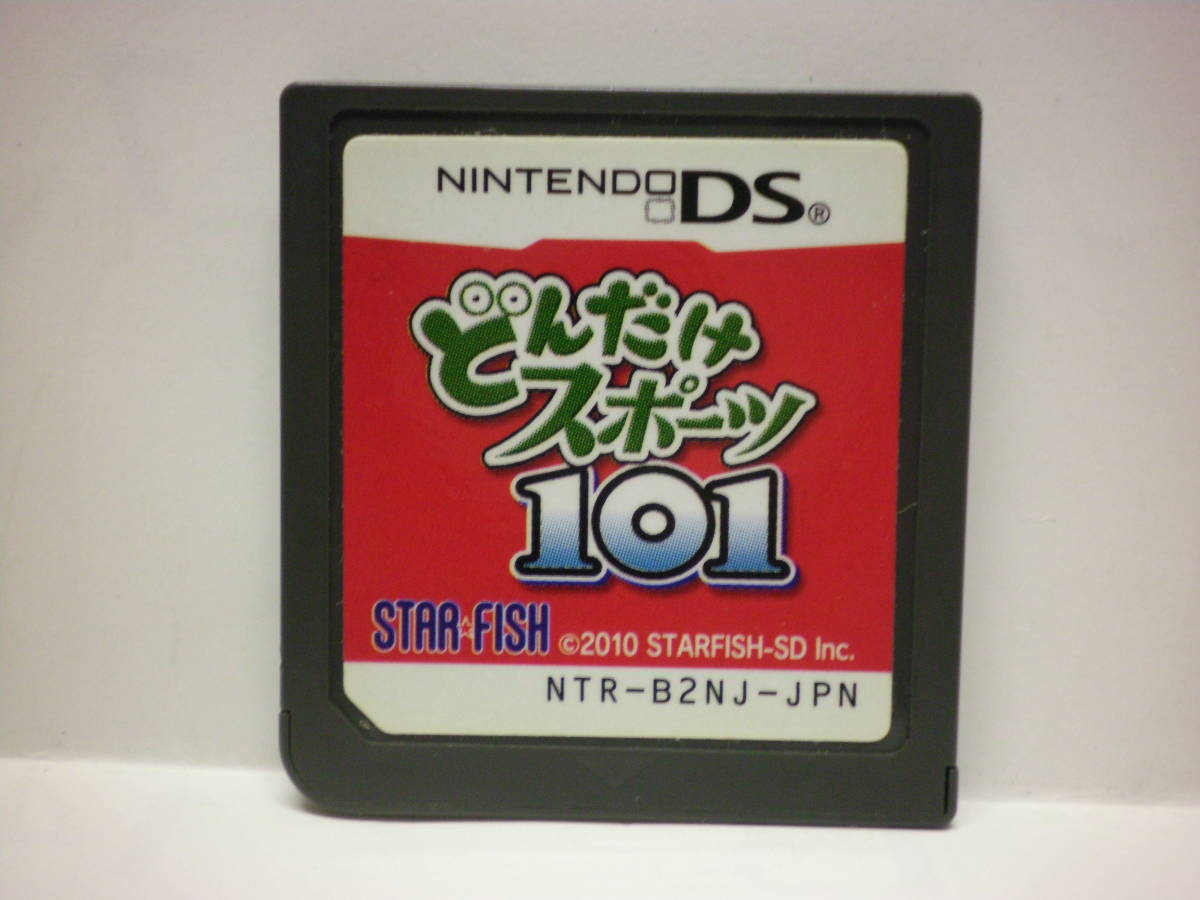 NINTENDO DS®
どんだけ
スポーツ
101
STAR☆FISH ©2010 STARFISH-SD Inc.
NTR-B2NJ-JPN